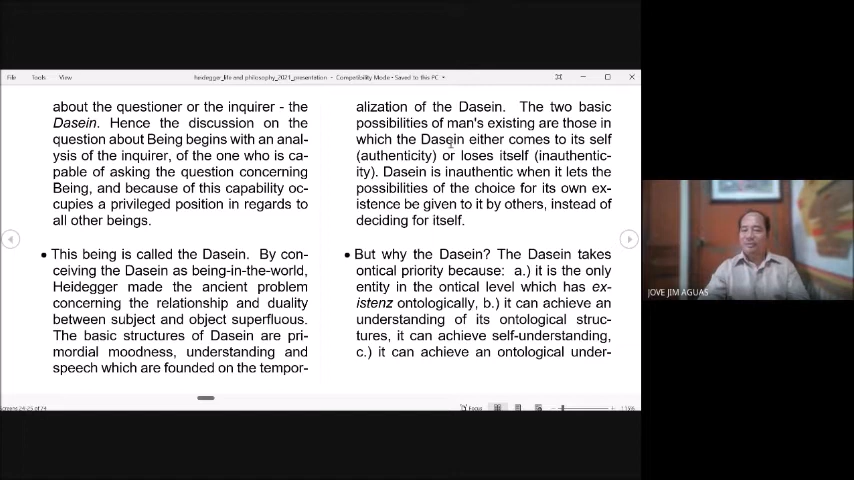 File Tools View heidegger_life and philosophy_2021_presentation - Compatibility Mode • Saved to this PC
about the questioner or the inquirer - the
Dasein. Hence the discussion on the
question about Being begins with an anal-
ysis of the inquirer, of the one who is ca-
pable of asking the question concerning
Being, and because of this capability oc-
cupies a privileged position in regards to
all other beings.
• This being is called the Dasein. By con-
ceiving the Dasein as being-in-the-world,
Heidegger made the ancient problem
concerning the relationship and duality
between subject and object superfluous.
The basic structures of Dasein are pri-
mordial moodness, understanding and
speech which are founded on the tempor-
alization of the Dasein. The two basic
possibilities of man's existing are those in
which the Dasein either comes to its self
(authenticity) or loses itself (inauthentic-
ity). Dasein is inauthentic when it lets the
possibilities of the choice for its own ex-
istence be given to it by others, instead of
deciding for itself.
• But why the Dasein? The Dasein takes
ontical priority because: a.) it is the only
entity in the ontical level which has ex-
istenz ontologically, b.) it can achieve an
understanding of its ontological struc-
tures, it can achieve self-understanding,
c.) it can achieve an ontological under-
JOVE JIM AGUAS
Focus